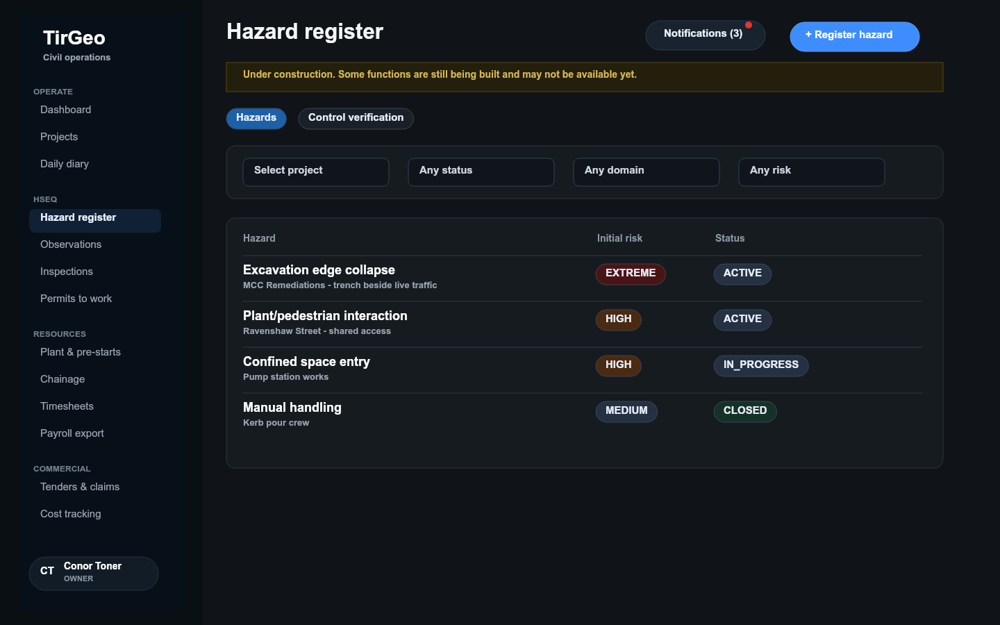 TirGeo
Civil operations
OPERATE
Dashboard
Projects
Daily diary
HSEQ
Hazard register
Observations
Inspections
Permits to work
RESOURCES
Plant & pre-starts
Chainage
Timesheets
Payroll export
COMMERCIAL
Tenders & claims
Cost tracking
CT
Conor Toner
OWNER
Hazard register
Notifications (3)
+ Register hazard
Under construction. Some functions are still being built and may not be available yet.
Hazards
Control verification
Select project
Any status
Any domain
Any risk
Hazard Initial risk Status
Excavation edge collapse EXTREME ACTIVE
MCC Remediations - trench beside live traffic
Plant/pedestrian interaction HIGH ACTIVE
Ravenshaw Street - shared access
Confined space entry HIGH IN_PROGRESS
Pump station works
Manual handling MEDIUM CLOSED
Kerb pour crew